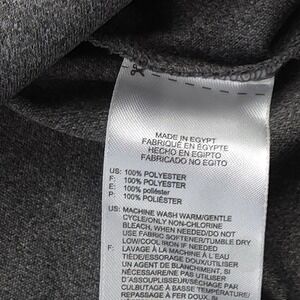 MADE IN EGYPT
FABRIQUÉ EN ÉGYPTE
HECHO EN EGIPTO
FABRICADO NO EGITO
US: 100% POLYESTER
F: 100% POLYESTER
E: 100% poliéster
P: 100% POLIÉSTER
US: MACHINE WASH WARM/GENTLE
CYCLE/ONLY NON-CHLORINE
BLEACH, WHEN NEEDED/DO NOT
USE FABRIC SOFTENER/TUMBLE DRY
LOW/COOL IRON IF NEEDED
F: LAVAGE À LA MACHINE À L'EAU
TIÈDE/ESSORAGE DOUX/UTILISER
UN AGENT DE BLANCHIMENT, SI
NÉCESSAIRE/NE PAS UTILISER
D'ASSOUPLISSEUR/SÉCHAGE PAR
CULBUTAGE À BASSE TEMPÉRATURE/
REPASSAGE À FER DOUX